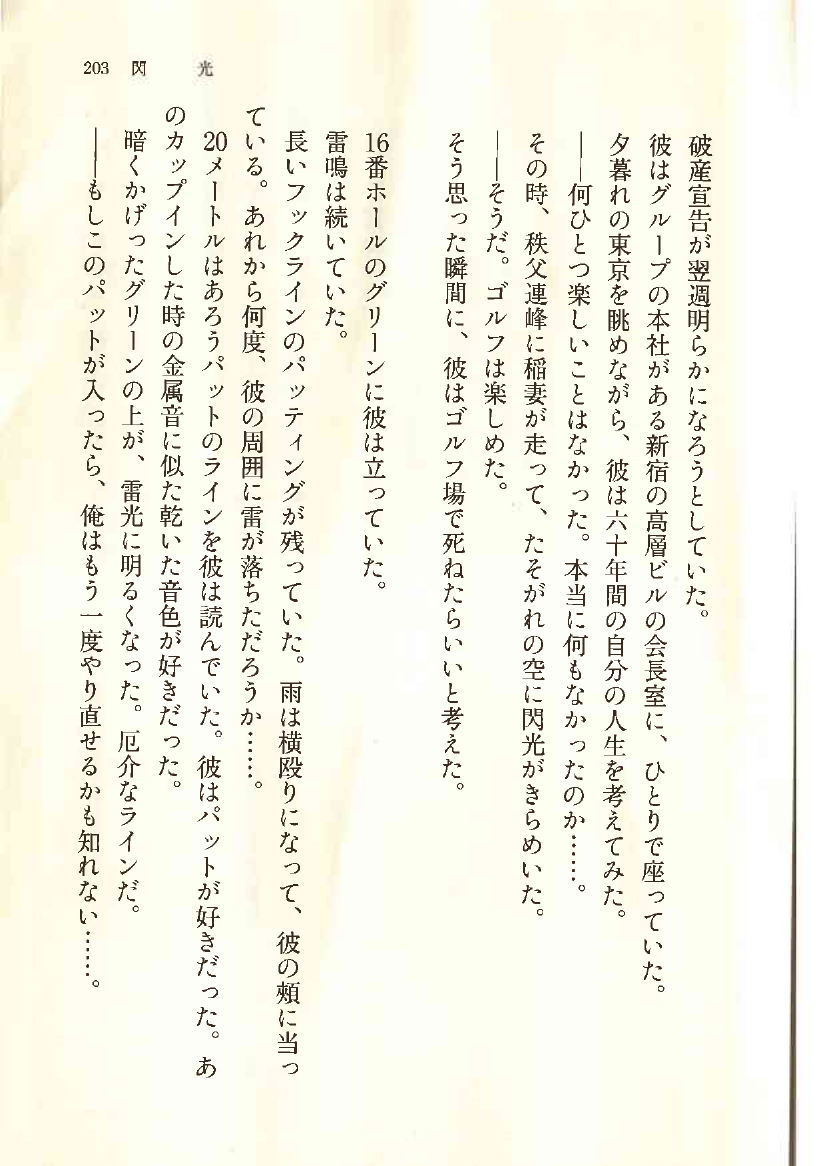 203 閃 光
破産宣告が翌週明らかになろうとしていた。
彼はグループの本社がある新宿の高層ビルの会長室に、ひとりで座っていた。
夕暮れの東京を眺めながら、彼は六十年間の自分の人生を考えてみた。
――何ひとつ楽しいことはなかった。本当に何もなかったのか……。
その時、秩父連峰に稲妻が走って、たそがれの空に閃光がきらめいた。
――そうだ。ゴルフは楽しめた。
そう思った瞬間に、彼はゴルフ場で死ねたらいいと考えた。
16番ホールのグリーンに彼は立っていた。
雷鳴は続いていた。
長いフックラインのパッティングが残っていた。雨は横殴りになって、彼の頬に当っ
ている。あれから何度、彼の周囲に雷が落ちただろうか……。
20メートルはあろうパットのラインを彼は読んでいた。彼はパットが好きだった。あ
のカップインした時の金属音に似た乾いた音色が好きだった。
暗くかげったグリーンの上が、雷光に明るくなった。厄介なラインだ。
――もしこのパットが入ったら、俺はもう一度やり直せるかも知れない……。